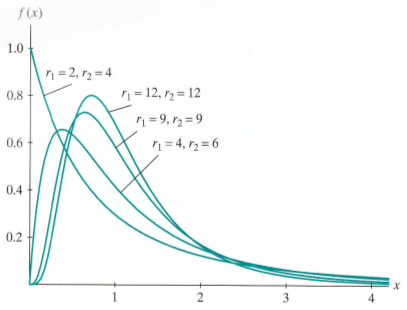 f (x)
1.0
r₁ = 2, r₂ = 4
0.8
r₁ = 12, r₂ = 12
r₁ = 9, r₂ = 9
0.6
r₁ = 4, r₂ = 6
0.4
0.2
x
1 2 3 4